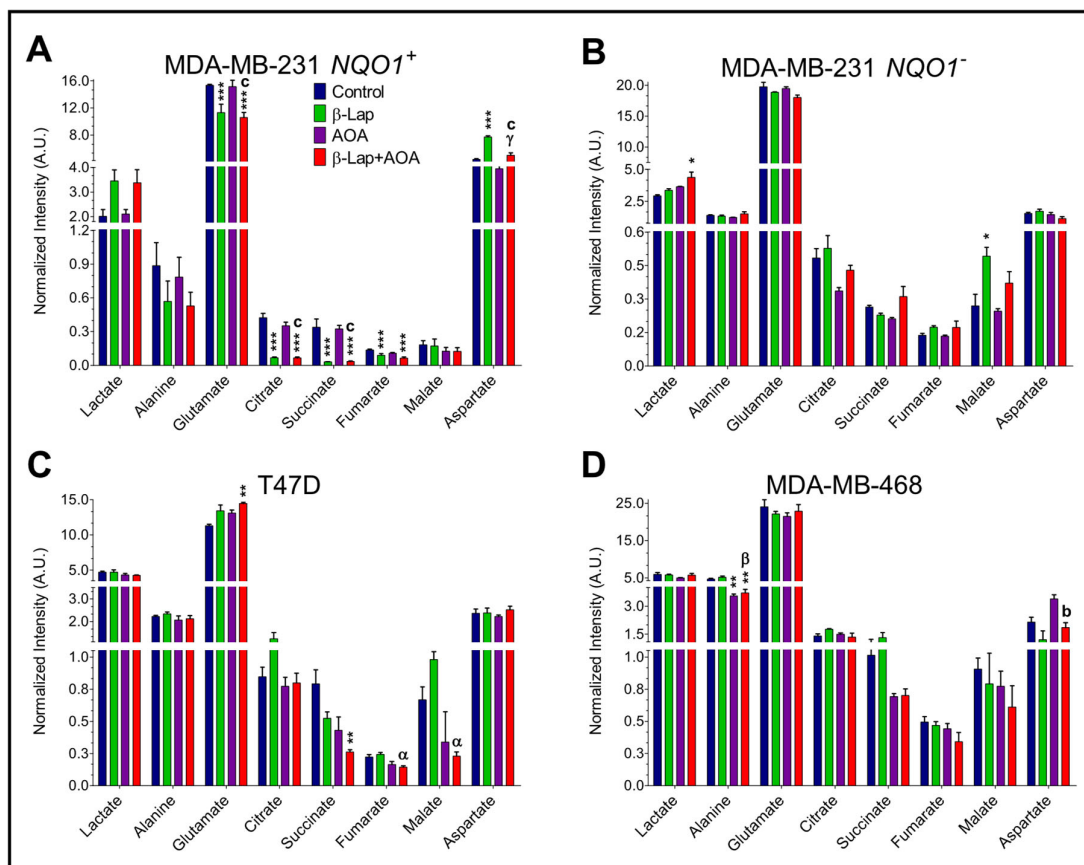 A
MDA-MB-231 NQO1+
Normalized Intensity (A.U.)
16.0
12.0
8.0
4.0
3.0
2.0
1.2
0.9
0.6
0.3
0.0
Control
β-Lap
AOA
β-Lap+AOA
***
c
***
***
c
***
***
c
***
***
***
***
c
γ
Lactate
Alanine
Glutamate
Citrate
Succinate
Fumarate
Malate
Aspartate
B
MDA-MB-231 NQO1-
Normalized Intensity (A.U.)
20.0
15.0
10.0
5.0
2.5
0.6
0.5
0.3
0.2
0.0
*
*
Lactate
Alanine
Glutamate
Citrate
Succinate
Fumarate
Malate
Aspartate
C
T47D
Normalized Intensity (A.U.)
15.0
10.0
5.0
3.0
2.0
1.0
0.8
0.5
0.3
0.0
**
**
α
α
Lactate
Alanine
Glutamate
Citrate
Succinate
Fumarate
Malate
Aspartate
D
MDA-MB-468
Normalized Intensity (A.U.)
25.0
15.0
5.0
3.0
1.5
1.0
0.8
0.5
0.3
0.0
**
β
**
b
Lactate
Alanine
Glutamate
Citrate
Succinate
Fumarate
Malate
Aspartate